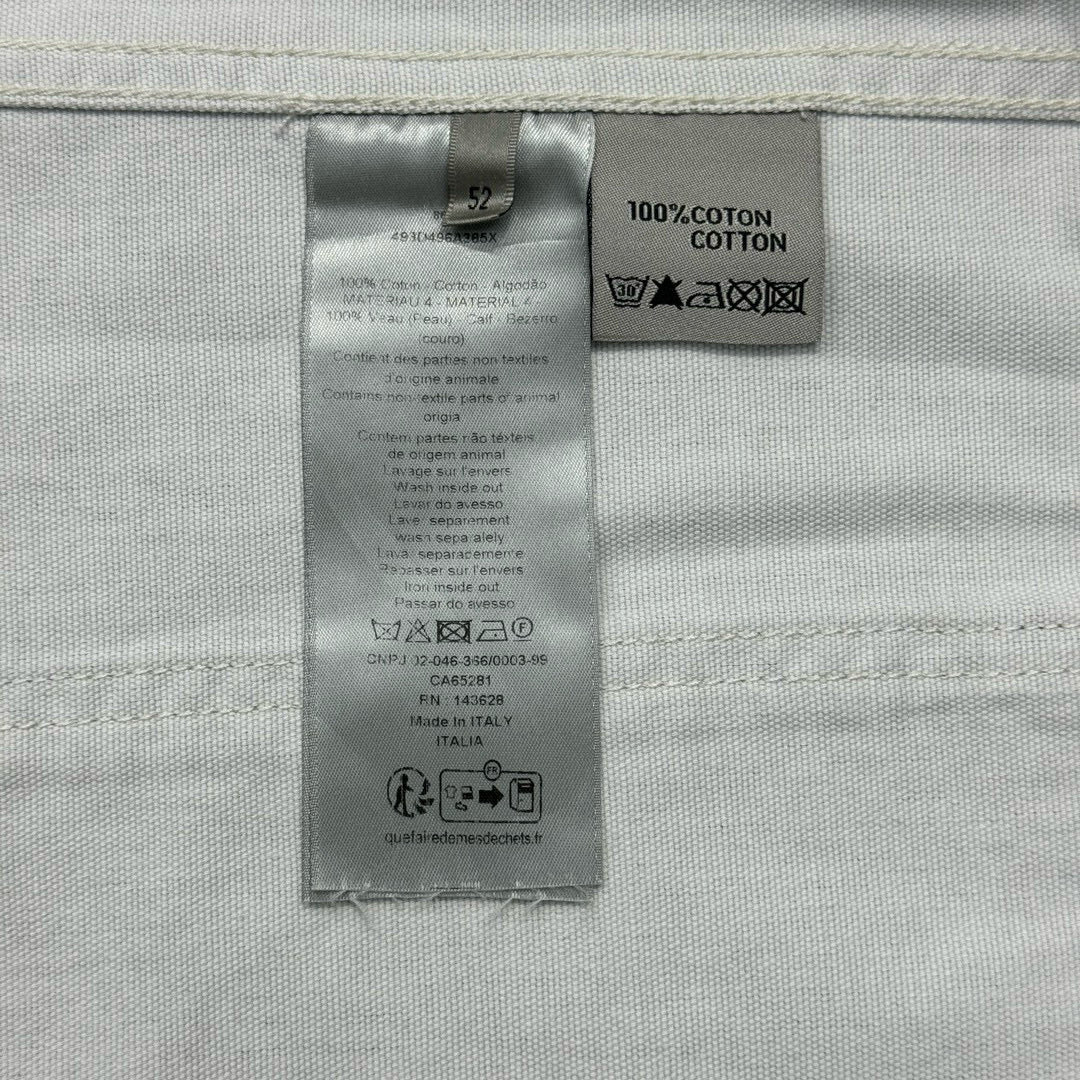 52
493D496A385X
100% Coton - Cotton - Algodão
MATERIAU 4 - MATERIAL 4
100% Veau (Peau) - Calf - Bezerro
(couro)
Contient des parties non textiles
d'origine animale
Contains non-textile parts of animal
origia
Contem partes não têxteis
de origem animal
Lavage sur l'envers
Wash inside out
Lavar do avesso
Laver separement
wash separately
Lavar separadamente
Repasser sur l'envers
Iron inside out
Passar do avesso
F
CNPJ 02-046-366/0003-99
CA65281
RN : 143628
Made In ITALY
ITALIA
FR
quefairedemesdechets.fr
100%COTON
COTTON
30°